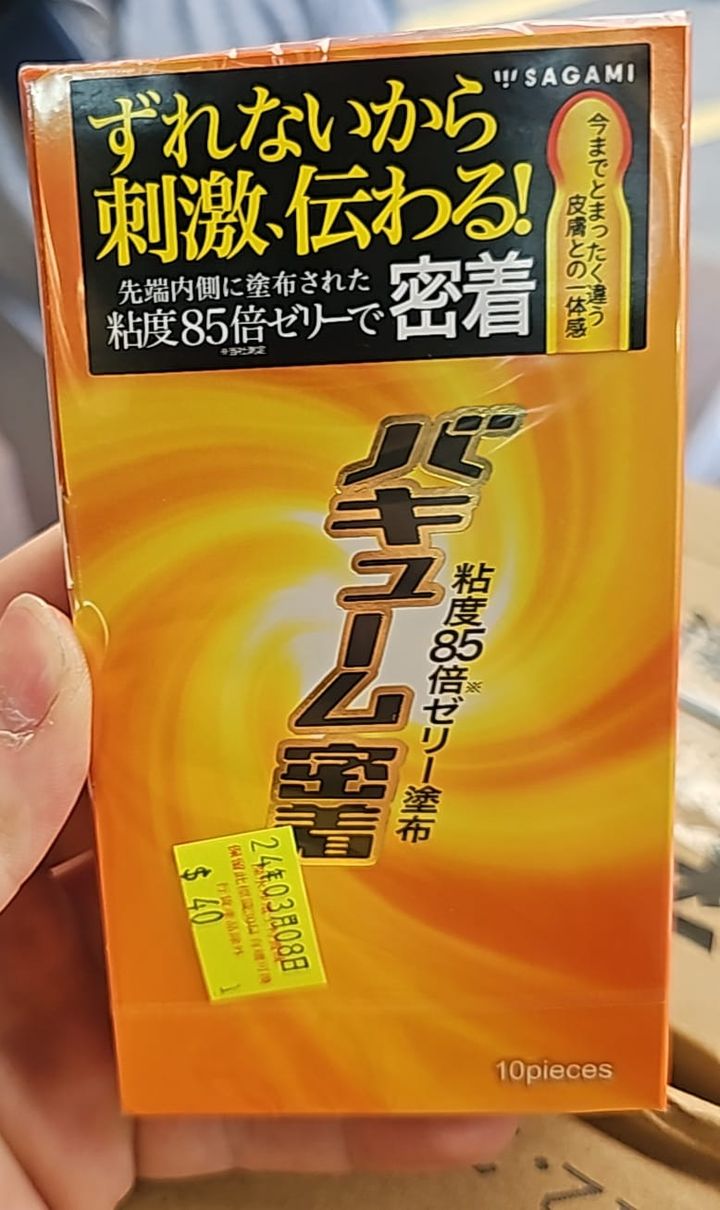 SAGAMI
ずれないから
刺激、伝わる!
先端内側に塗布された
粘度85倍ゼリーで
密着
※当社測定
今までとまったく違う
皮膚との一体感
バキューム密着
粘度85倍※ゼリー塗布
24年03月08日
$ 40
10pieces